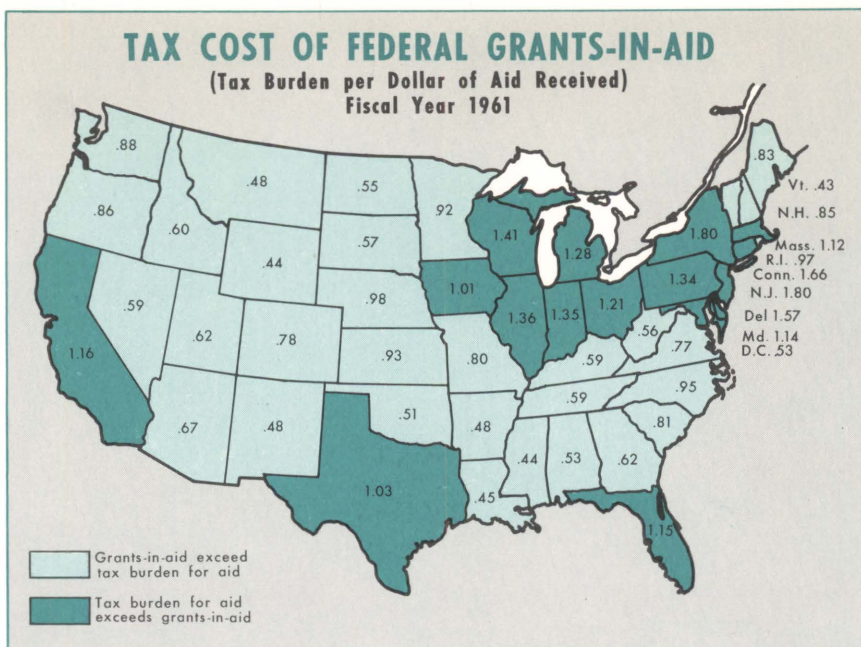 TAX COST OF FEDERAL GRANTS-IN-AID
(Tax Burden per Dollar of Aid Received)
Fiscal Year 1961
.88
.48
.55
.92
.83
Vt. .43
.86
.60
.57
1.41
1.28
1.80
N.H. .85
.44
Mass. 1.12
R.I. .97
Conn. 1.66
N.J. 1.80
.59
.98
1.01
1.36
1.35
1.21
1.34
Del 1.57
Md. 1.14
D.C. .53
1.16
.62
.78
.93
.80
.59
.56
.77
.67
.48
.51
.48
.59
.95
.81
1.03
.45
.44
.53
.62
1.15
Grants-in-aid exceed
tax burden for aid
Tax burden for aid
exceeds grants-in-aid